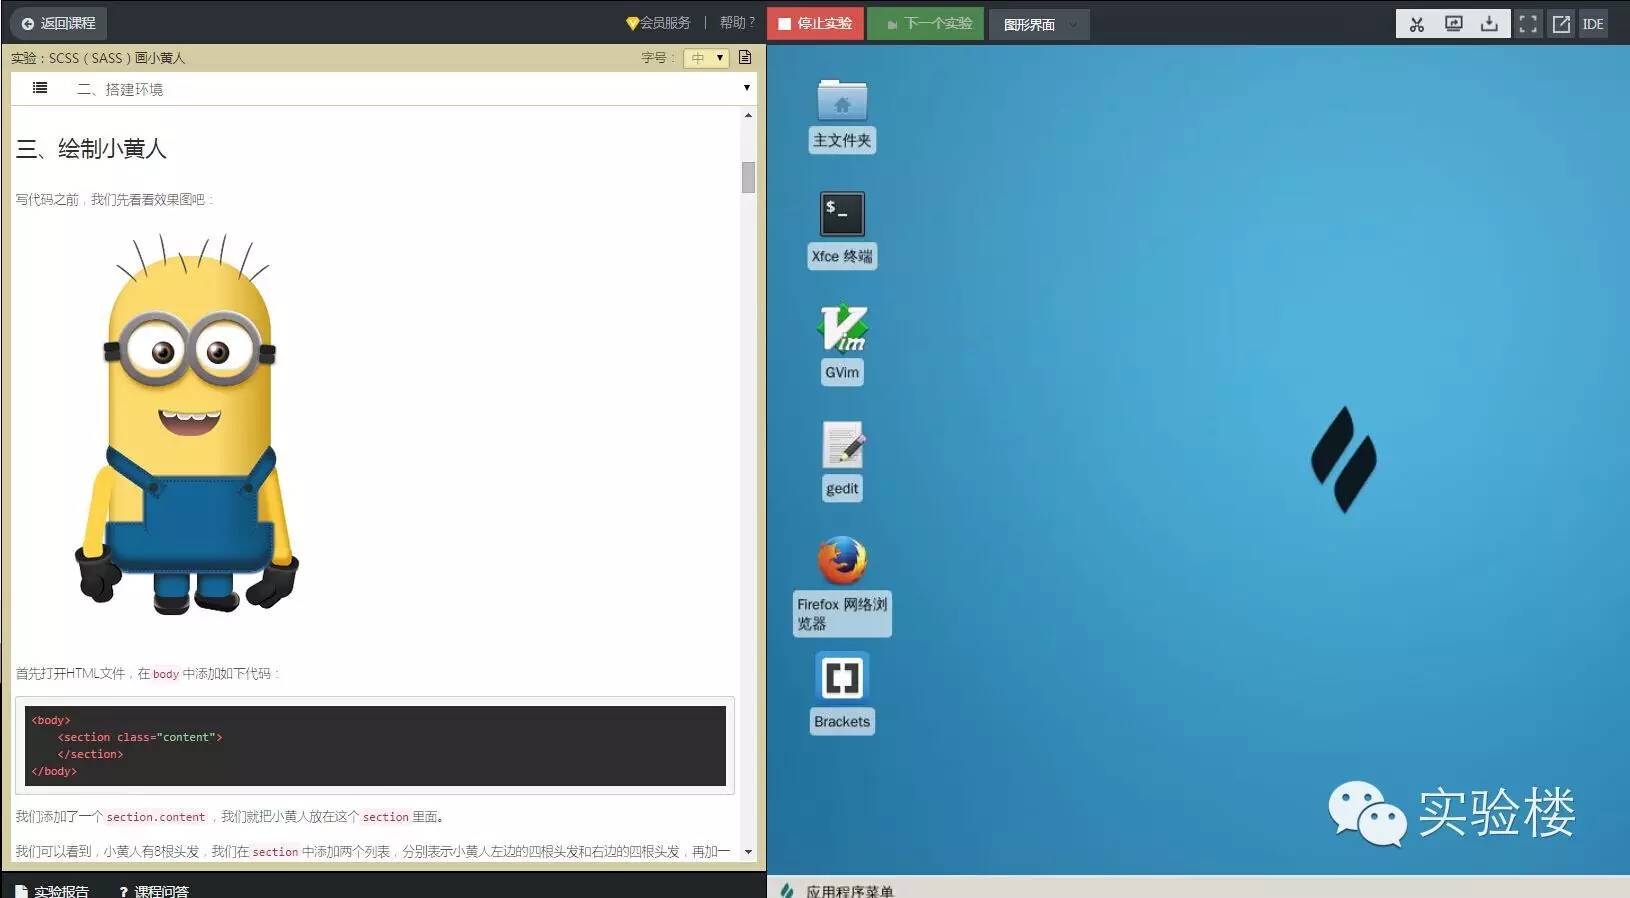 返回课程
会员服务 | 帮助 ?
停止实验
下一个实验
图形界面
IDE
实验：SCSS（SASS）画小黄人
字号： 中
二、搭建环境
三、绘制小黄人
写代码之前，我们先看看效果图吧：
首先打开HTML文件，在 body 中添加如下代码：
<body>
    <section class="content">
    </section>
</body>
我们添加了一个 section.content ，我们就把小黄人放在这个 section 里面。
我们可以看到，小黄人有8根头发，我们在 section 中添加两个列表，分别表示小黄人左边的四根头发和右边的四根头发，再加一
实验报告
? 课程问答
主文件夹
$_
Xfce 终端
Vim
GVim
gedit
Firefox 网络浏
览器
Brackets
实验楼
应用程序菜单